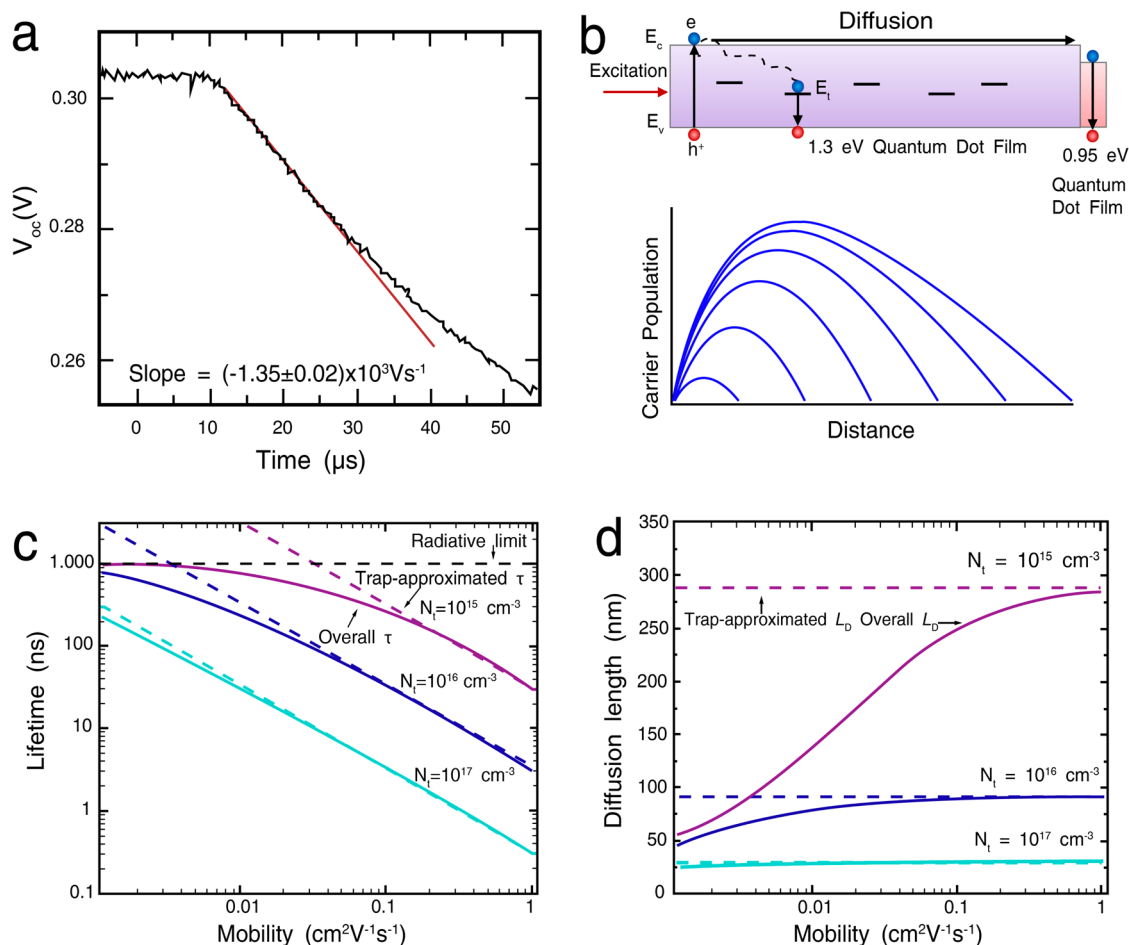 a
V_oc(V)
0.30
0.28
0.26
Slope = (-1.35±0.02)x10³Vs⁻¹
0 10 20 30 40 50
Time (µs)
b
Diffusion
e
E_c
Excitation
E_t
E_v
h⁺
1.3 eV Quantum Dot Film
0.95 eV
Quantum
Dot Film
Carrier Population
Distance
c
Lifetime (ns)
1.000
100
10
1
0.1
Radiative limit
Trap-approximated τ
N_t=10¹⁵ cm⁻³
Overall τ
N_t=10¹⁶ cm⁻³
N_t=10¹⁷ cm⁻³
0.01 0.1 1
Mobility (cm²V⁻¹s⁻¹)
d
Diffusion length (nm)
350
300
250
200
150
100
50
0
N_t = 10¹⁵ cm⁻³
Trap-approximated L_D Overall L_D
N_t = 10¹⁶ cm⁻³
N_t = 10¹⁷ cm⁻³
0.01 0.1 1
Mobility (cm²V⁻¹s⁻¹)